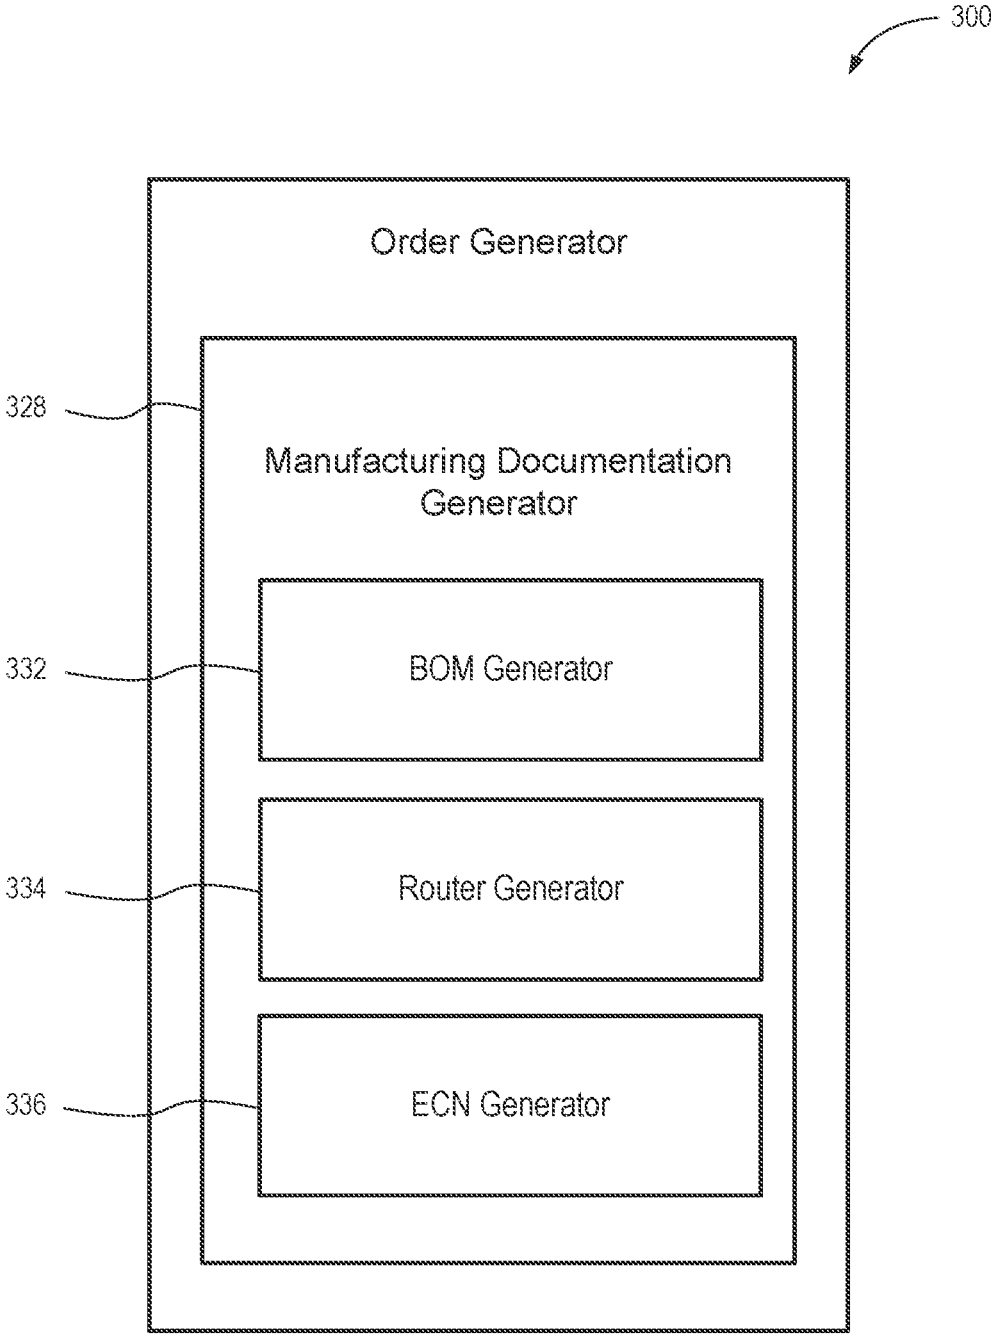 300
Order Generator
328
Manufacturing Documentation
Generator
332
BOM Generator
334
Router Generator
336
ECN Generator